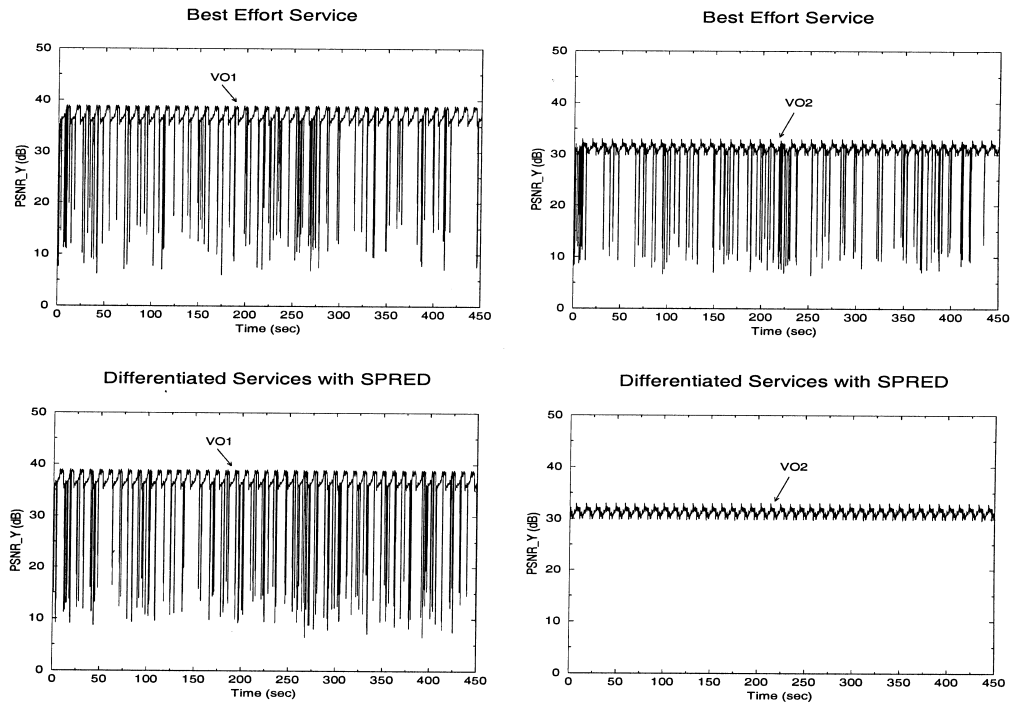 Best Effort Service
50
40
30
20
10
0
PSNR_Y (dB)
VO1
0 50 100 150 200 250 300 350 400 450
Time (sec)
Best Effort Service
50
40
30
20
10
0
PSNR_Y (dB)
VO2
0 50 100 150 200 250 300 350 400 450
Time (sec)
Differentiated Services with SPRED
50
40
30
20
10
0
PSNR_Y (dB)
VO1
0 50 100 150 200 250 300 350 400 450
Time (sec)
Differentiated Services with SPRED
50
40
30
20
10
0
PSNR_Y (dB)
VO2
0 50 100 150 200 250 300 350 400 450
Time (sec)